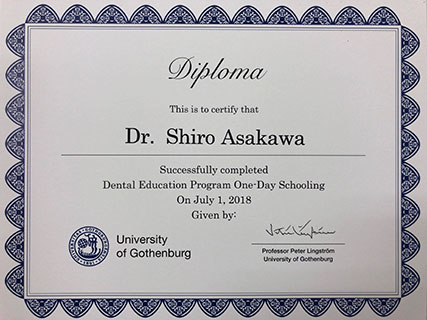 Diploma
This is to certify that
Dr. Shiro Asakawa
Successfully completed
Dental Education Program One-Day Schooling
On July 1, 2018
Given by:
University
of Gothenburg
Professor Peter Lingström
University of Gothenburg